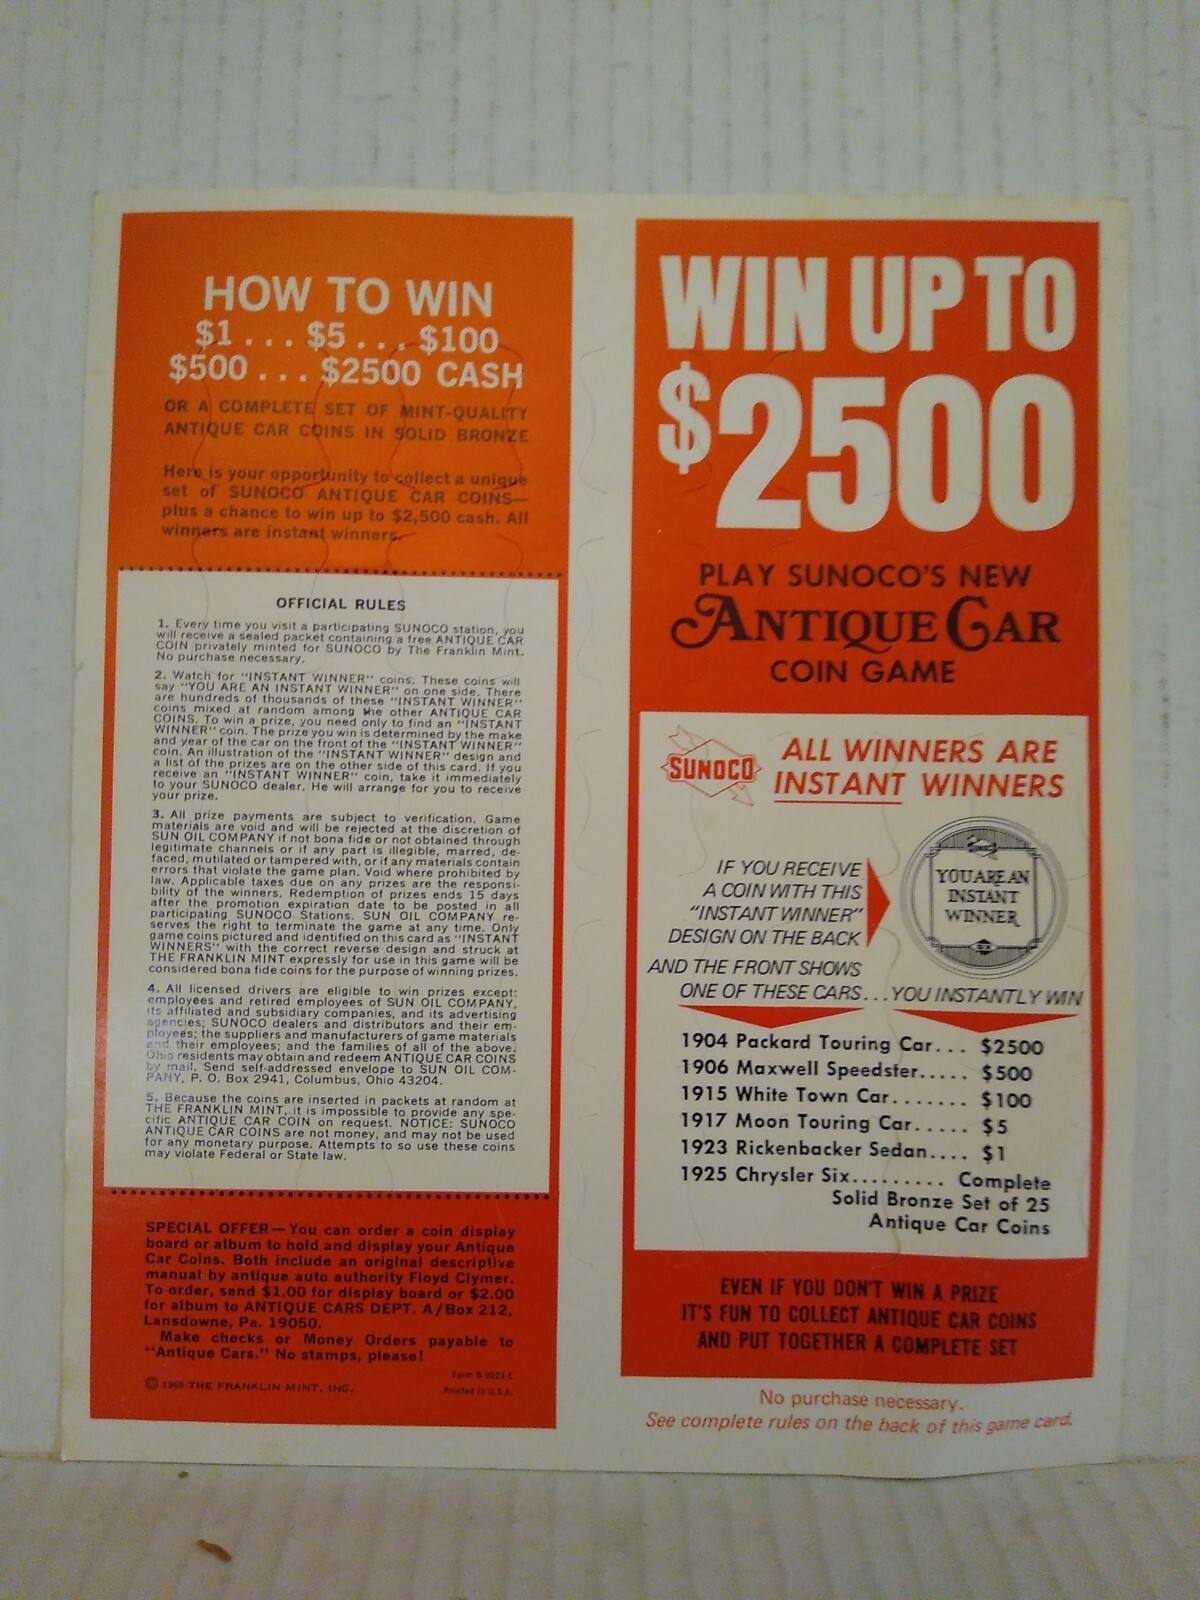 HOW TO WIN
$1 . . . $5 . . . $100
$500 . . . $2500 CASH
OR A COMPLETE SET OF MINT-QUALITY
ANTIQUE CAR COINS IN SOLID BRONZE
Here is your opportunity to collect a unique
set of SUNOCO ANTIQUE CAR COINS—
plus a chance to win up to $2,500 cash. All
winners are instant winners.
OFFICIAL RULES
1. Every time you visit a participating SUNOCO station, you
will receive a sealed packet containing a free ANTIQUE CAR
COIN privately minted for SUNOCO by The Franklin Mint.
No purchase necessary.
2. Watch for "INSTANT WINNER" coins. These coins will
say "YOU ARE AN INSTANT WINNER" on one side. There
are hundreds of thousands of these "INSTANT WINNER"
coins mixed at random among the other ANTIQUE CAR
COINS. To win a prize, you need only to find an "INSTANT
WINNER" coin. The prize you win is determined by the make
and year of the car on the front of the "INSTANT WINNER"
coin. An illustration of the "INSTANT WINNER" design and
a list of the prizes are on the other side of this card. If you
receive an "INSTANT WINNER" coin, take it immediately
to your SUNOCO dealer. He will arrange for you to receive
your prize.
3. All prize payments are subject to verification. Game
materials are void and will be rejected at the discretion of
SUN OIL COMPANY if not bona fide or not obtained through
legitimate channels or if any part is illegible, marred, de-
faced, mutilated or tampered with, or if any materials contain
errors that violate the game plan. Void where prohibited by
law. Applicable taxes due on any prizes are the responsi-
bility of the winners. Redemption of prizes ends 15 days
after the promotion expiration date to be posted in all
participating SUNOCO Stations. SUN OIL COMPANY re-
serves the right to terminate the game at any time. Only
game coins pictured and identified on this card as "INSTANT
WINNERS" with the correct reverse design and struck at
THE FRANKLIN MINT expressly for use in this game will be
considered bona fide coins for the purpose of winning prizes.
4. All licensed drivers are eligible to win prizes except:
employees and retired employees of SUN OIL COMPANY,
its affiliated and subsidiary companies, and its advertising
agencies; SUNOCO dealers and distributors and their em-
ployees; the suppliers and manufacturers of game materials
and their employees; and the families of all of the above.
Ohio residents may obtain and redeem ANTIQUE CAR COINS
by mail. Send self-addressed envelope to SUN OIL COM-
PANY, P. O. Box 2941, Columbus, Ohio 43204.
5. Because the coins are inserted in packets at random at
THE FRANKLIN MINT, it is impossible to provide any spe-
cific ANTIQUE CAR COIN on request. NOTICE: SUNOCO
ANTIQUE CAR COINS are not money, and may not be used
for any monetary purpose. Attempts to so use these coins
may violate Federal or State law.
SPECIAL OFFER—You can order a coin display
board or album to hold and display your Antique
Car Coins. Both include an original descriptive
manual by antique auto authority Floyd Clymer.
To order, send $1.00 for display board or $2.00
for album to ANTIQUE CARS DEPT. A/Box 212,
Lansdowne, Pa. 19050.
Make checks or Money Orders payable to
"Antique Cars." No stamps, please!
© 1969 THE FRANKLIN MINT, INC.
Form B-9023-E
Printed in U.S.A.
WIN UP TO
$2500
PLAY SUNOCO'S NEW
ANTIQUE CAR
COIN GAME
SUNOCO
ALL WINNERS ARE
INSTANT WINNERS
IF YOU RECEIVE
A COIN WITH THIS
"INSTANT WINNER"
DESIGN ON THE BACK
YOU ARE AN
INSTANT
WINNER
AND THE FRONT SHOWS
ONE OF THESE CARS . . . YOU INSTANTLY WIN
1904 Packard Touring Car. . . $2500
1906 Maxwell Speedster. . . . . $500
1915 White Town Car. . . . . . . $100
1917 Moon Touring Car. . . . . $5
1923 Rickenbacker Sedan. . . . $1
1925 Chrysler Six. . . . . . . . . Complete
Solid Bronze Set of 25
Antique Car Coins
EVEN IF YOU DON'T WIN A PRIZE
IT'S FUN TO COLLECT ANTIQUE CAR COINS
AND PUT TOGETHER A COMPLETE SET
No purchase necessary.
See complete rules on the back of this game card.